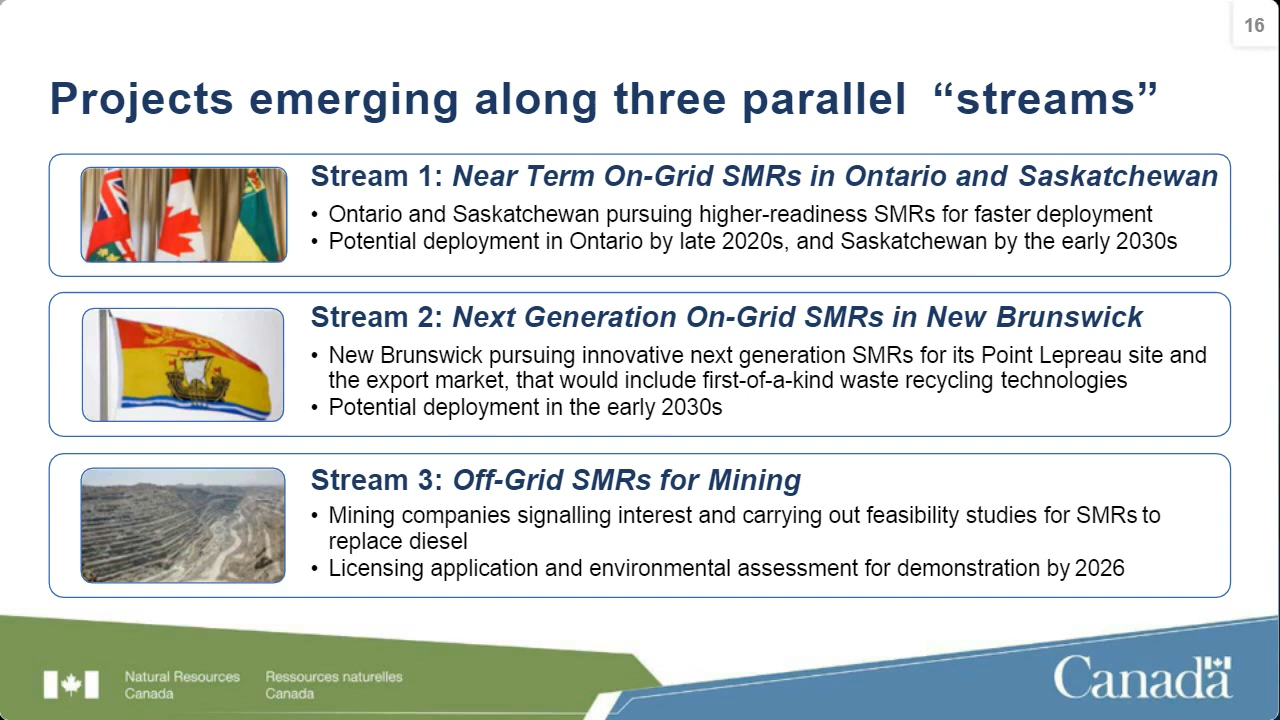 16
Projects emerging along three parallel “streams”
Stream 1: Near Term On-Grid SMRs in Ontario and Saskatchewan
• Ontario and Saskatchewan pursuing higher-readiness SMRs for faster deployment
• Potential deployment in Ontario by late 2020s, and Saskatchewan by the early 2030s
Stream 2: Next Generation On-Grid SMRs in New Brunswick
• New Brunswick pursuing innovative next generation SMRs for its Point Lepreau site and
the export market, that would include first-of-a-kind waste recycling technologies
• Potential deployment in the early 2030s
Stream 3: Off-Grid SMRs for Mining
• Mining companies signalling interest and carrying out feasibility studies for SMRs to
replace diesel
• Licensing application and environmental assessment for demonstration by 2026
Natural Resources
Canada
Ressources naturelles
Canada
Canada